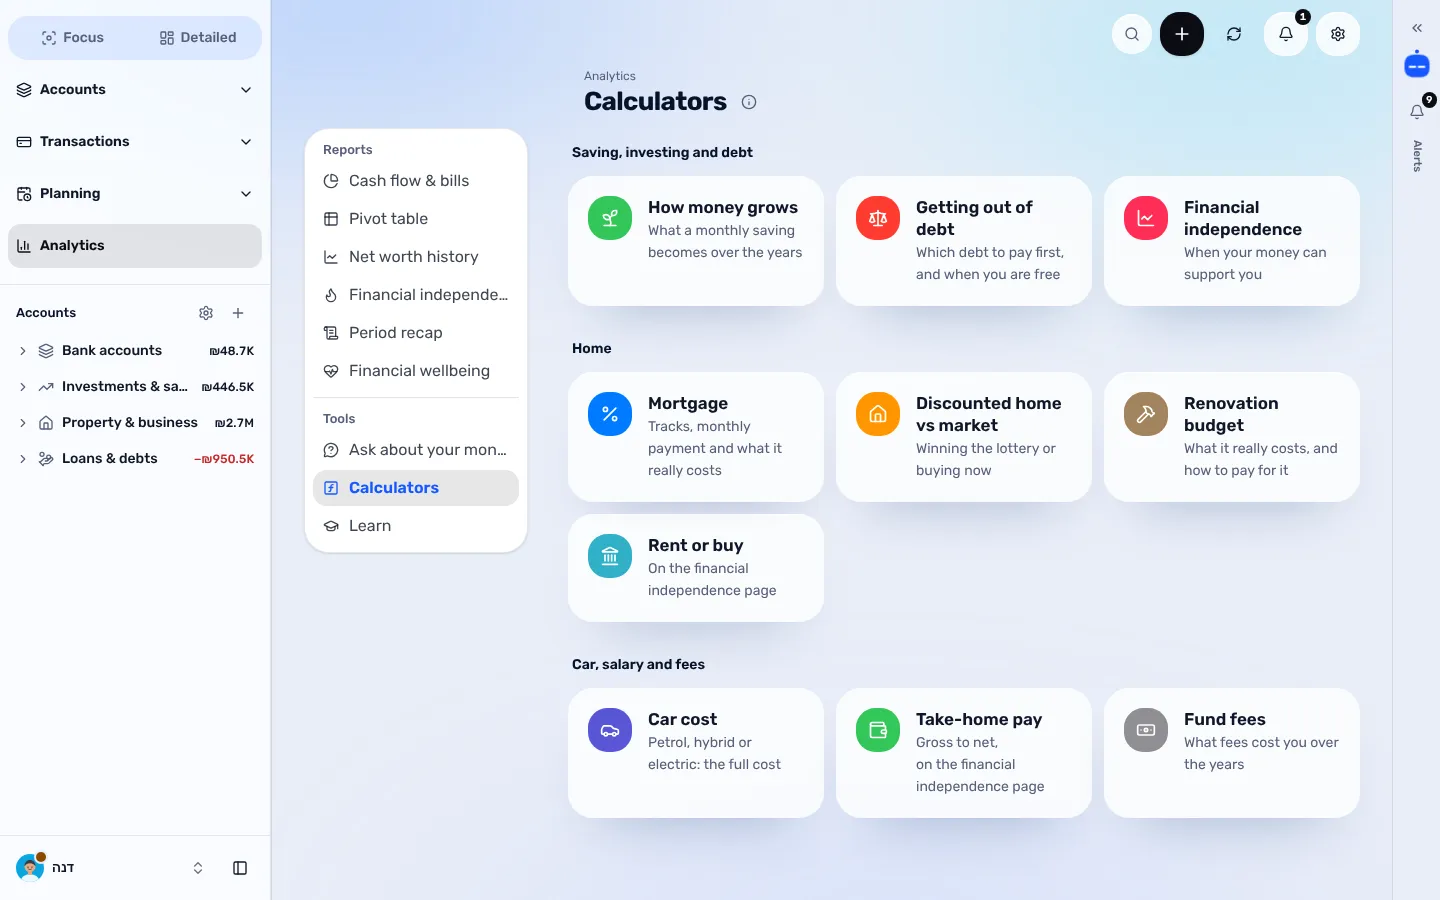 Focus
Detailed
Accounts
Transactions
Planning
Analytics
Accounts
Bank accounts
₪48.7K
Investments & sa...
₪446.5K
Property & business
₪2.7M
Loans & debts
−₪950.5K
דנה
Reports
Cash flow & bills
Pivot table
Net worth history
Financial independe...
Period recap
Financial wellbeing
Tools
Ask about your mon...
Calculators
Learn
1
Analytics
Calculators
Saving, investing and debt
How money grows
What a monthly saving
becomes over the years
Getting out of
debt
Which debt to pay first,
and when you are free
Financial
independence
When your money can
support you
Home
Mortgage
Tracks, monthly
payment and what it
really costs
Discounted home
vs market
Winning the lottery or
buying now
Renovation
budget
What it really costs, and
how to pay for it
Rent or buy
On the financial
independence page
Car, salary and fees
Car cost
Petrol, hybrid or
electric: the full cost
Take-home pay
Gross to net,
on the financial
independence page
Fund fees
What fees cost you over
the years
9
Alerts